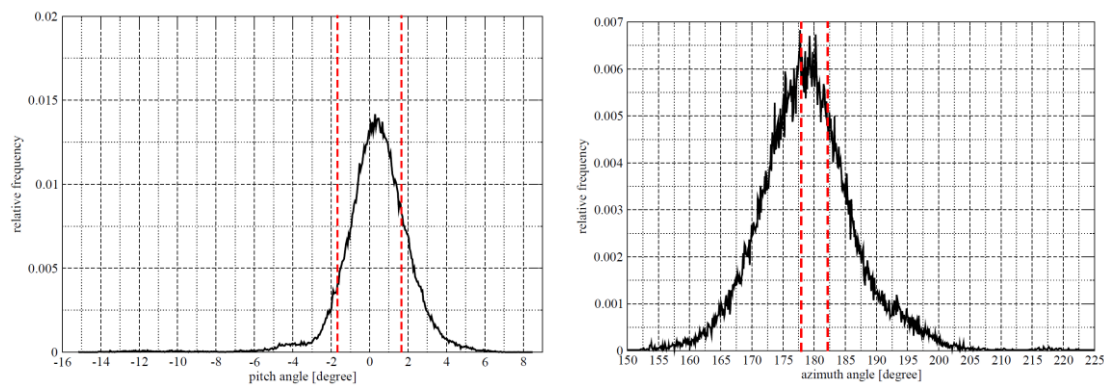 0.02
0.015
0.01
0.005
0
relative frequency
-16 -14 -12 -10 -8 -6 -4 -2 0 2 4 6 8
pitch angle [degree]
0.007
0.006
0.005
0.004
0.003
0.002
0.001
0
relative frequency
150 155 160 165 170 175 180 185 190 195 200 205 210 215 220 225
azimuth angle [degree]